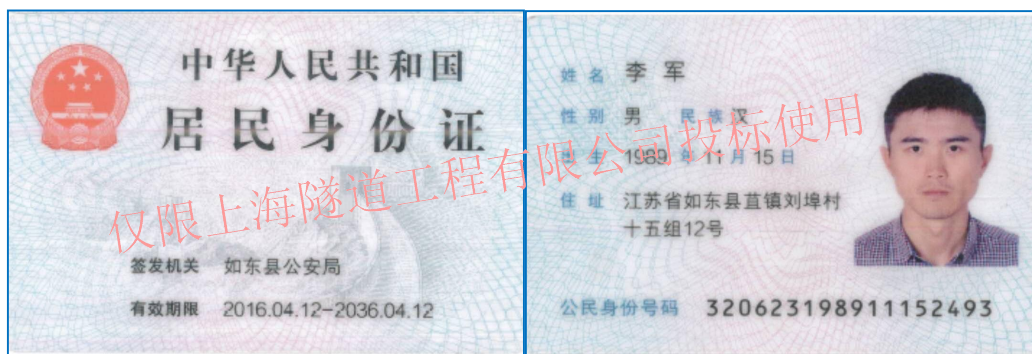 中华人民共和国
居民身份证
签发机关 如东县公安局
有效期限 2016.04.12-2036.04.12
姓名 李军
性别 男 民族 汉
出生 1989 年 11 月 15 日
住址 江苏省如东县苴镇刘埠村
十五组12号
公民身份号码 320623198911152493
仅限上海隧道工程有限公司投标使用